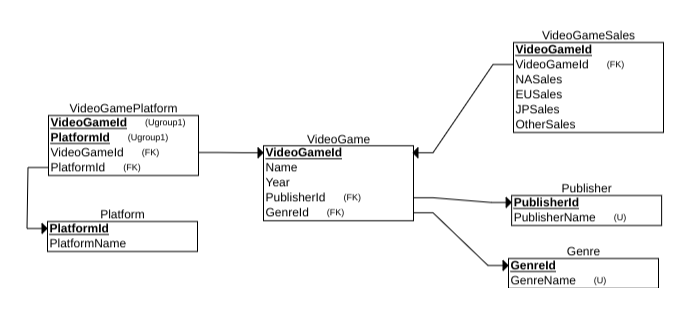 VideoGameSales
VideoGameId
VideoGameId (FK)
NASales
EUSales
JPSales
OtherSales
VideoGamePlatform
VideoGameId (Ugroup1)
PlatformId (Ugroup1)
VideoGameId (FK)
PlatformId (FK)
VideoGame
VideoGameId
Name
Year
PublisherId (FK)
GenreId (FK)
Publisher
PublisherId
PublisherName (U)
Platform
PlatformId
PlatformName
Genre
GenreId
GenreName (U)